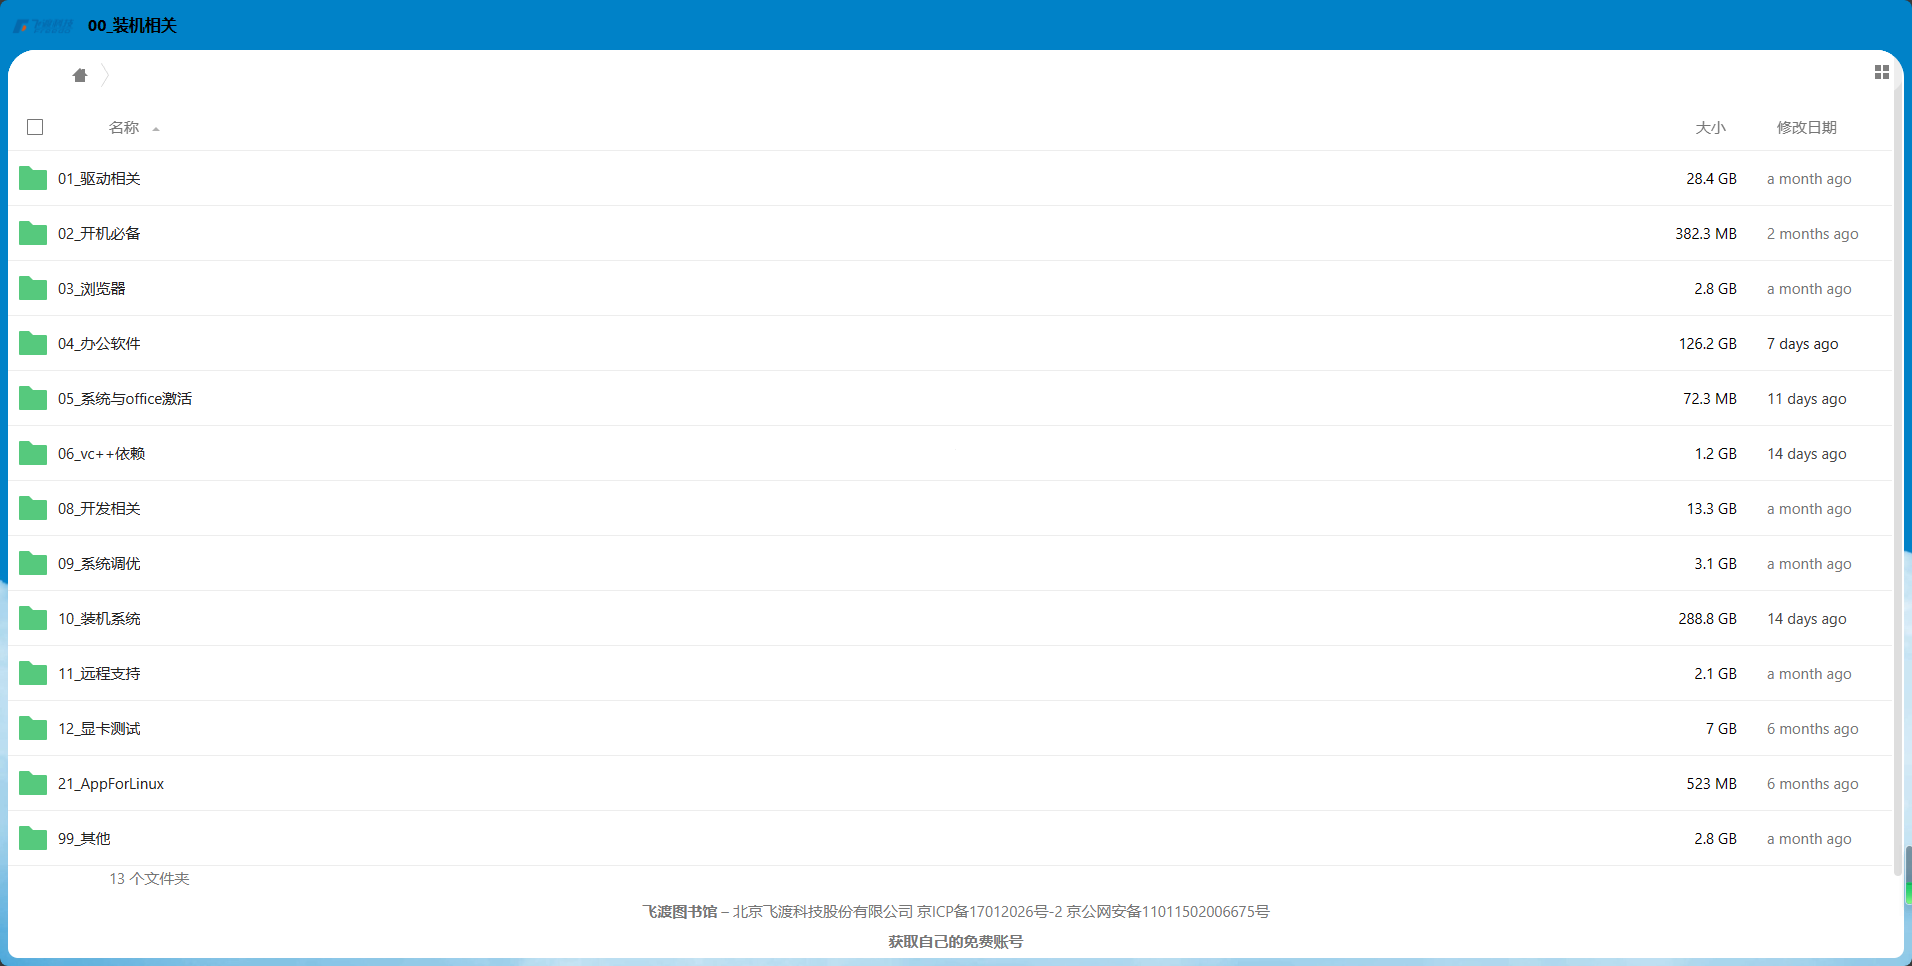 00_装机相关
名称 大小 修改日期
01_驱动相关 28.4 GB a month ago
02_开机必备 382.3 MB 2 months ago
03_浏览器 2.8 GB a month ago
04_办公软件 126.2 GB 7 days ago
05_系统与office激活 72.3 MB 11 days ago
06_vc++依赖 1.2 GB 14 days ago
08_开发相关 13.3 GB a month ago
09_系统调优 3.1 GB a month ago
10_装机系统 288.8 GB 14 days ago
11_远程支持 2.1 GB a month ago
12_显卡测试 7 GB 6 months ago
21_AppForLinux 523 MB 6 months ago
99_其他 2.8 GB a month ago
13 个文件夹
飞渡图书馆 – 北京飞渡科技股份有限公司 京ICP备17012026号-2 京公网安备11011502006675号
获取自己的免费账号